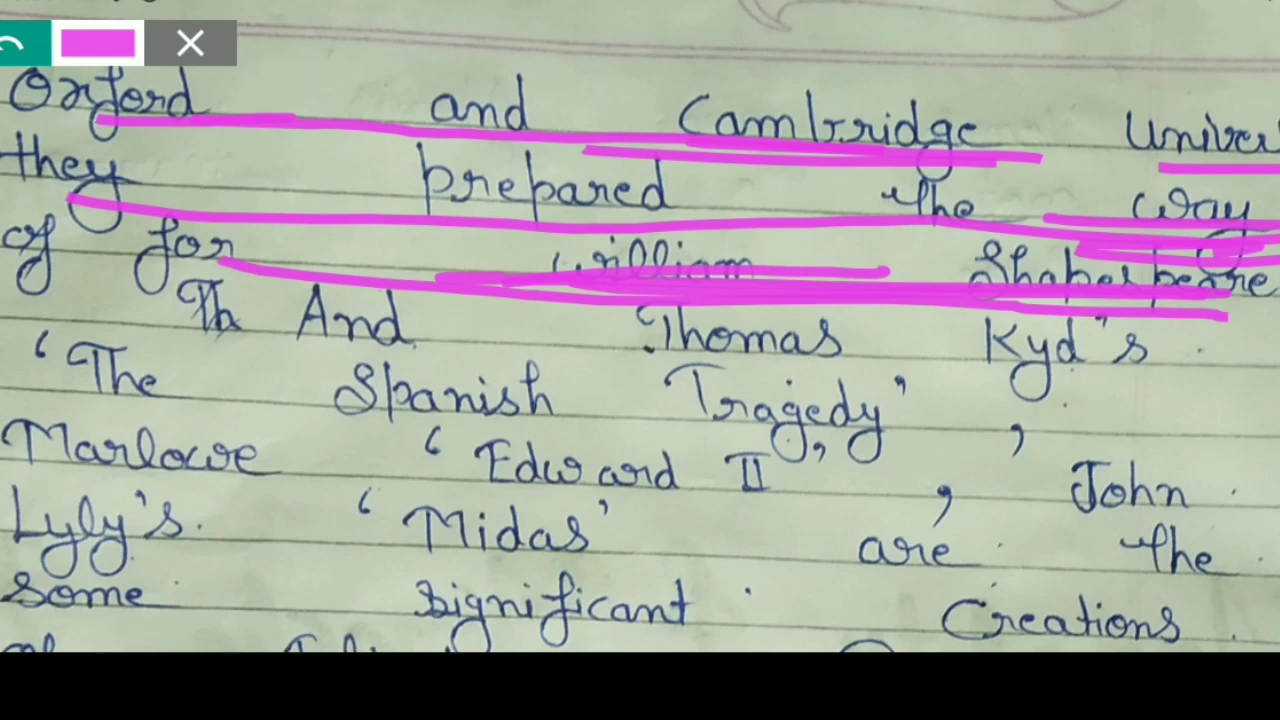 Oxford and Cambridge Univer
they prepared the way
of for william Shakespeare
Th And Thomas Kyd's
'The Spanish Tragedy',
Marlowe 'Edward II', John
Lyly's 'Midas' are the
some significant Creations